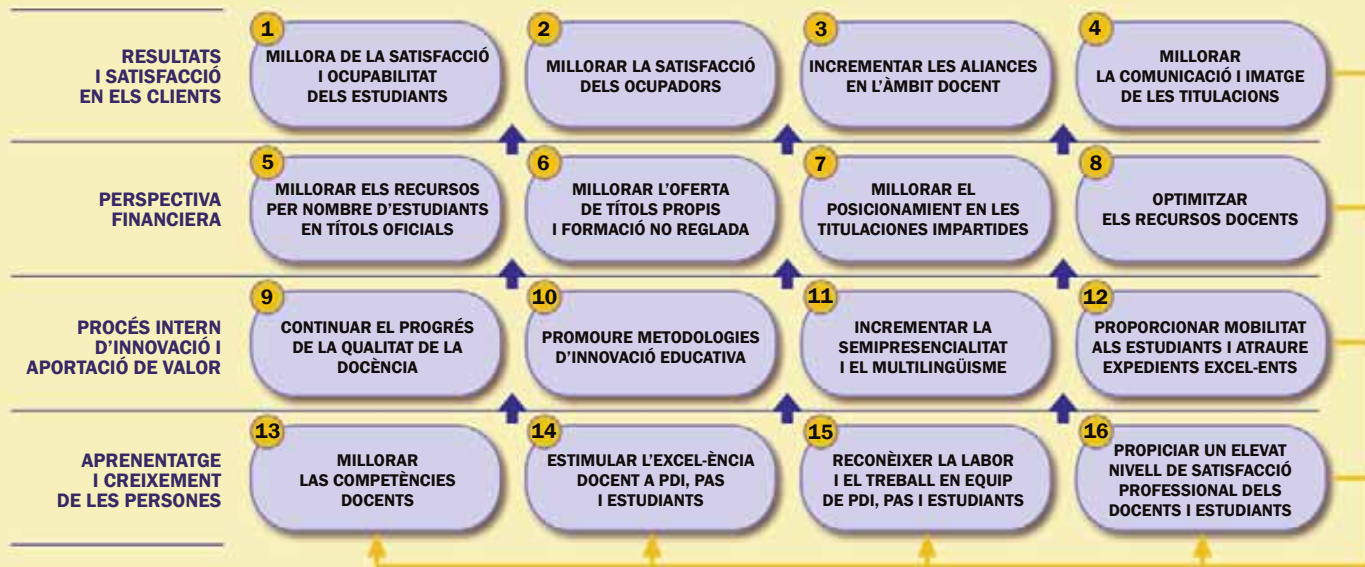 RESULTATS
I SATISFACCIÓ
EN ELS CLIENTS
1
MILLORA DE LA SATISFACCIÓ
I OCUPABILITAT
DELS ESTUDIANTS
2
MILLORAR LA SATISFACCIÓ
DELS OCUPADORS
3
INCREMENTAR LES ALIANCES
EN L'ÀMBIT DOCENT
4
MILLORAR
LA COMUNICACIÓ I IMATGE
DE LES TITULACIONS
PERSPECTIVA
FINANCIERA
5
MILLORAR ELS RECURSOS
PER NOMBRE D'ESTUDIANTS
EN TÍTOLS OFICIALS
6
MILLORAR L'OFERTA
DE TÍTOLS PROPIS
I FORMACIÓ NO REGLADA
7
MILLORAR EL
POSICIONAMIENT EN LES
TITULACIONES IMPARTIDES
8
OPTIMITZAR
ELS RECURSOS DOCENTS
PROCÉS INTERN
D'INNOVACIÓ I
APORTACIÓ DE VALOR
9
CONTINUAR EL PROGRÉS
DE LA QUALITAT DE LA
DOCÈNCIA
10
PROMOURE METODOLOGIES
D'INNOVACIÓ EDUCATIVA
11
INCREMENTAR LA
SEMIPRESENCIALITAT
I EL MULTILINGÜISME
12
PROPORCIONAR MOBILITAT
ALS ESTUDIANTS I ATRAURE
EXPEDIENTS EXCEL-ENTS
APRENENTATGE
I CREIXEMENT
DE LES PERSONES
13
MILLORAR
LAS COMPETÈNCIES
DOCENTS
14
ESTIMULAR L'EXCEL-ÈNCIA
DOCENT A PDI, PAS
I ESTUDIANTS
15
RECONÈIXER LA LABOR
I EL TREBALL EN EQUIP
DE PDI, PAS I ESTUDIANTS
16
PROPICIAR UN ELEVAT
NIVELL DE SATISFACCIÓ
PROFESSIONAL DELS
DOCENTS I ESTUDIANTS